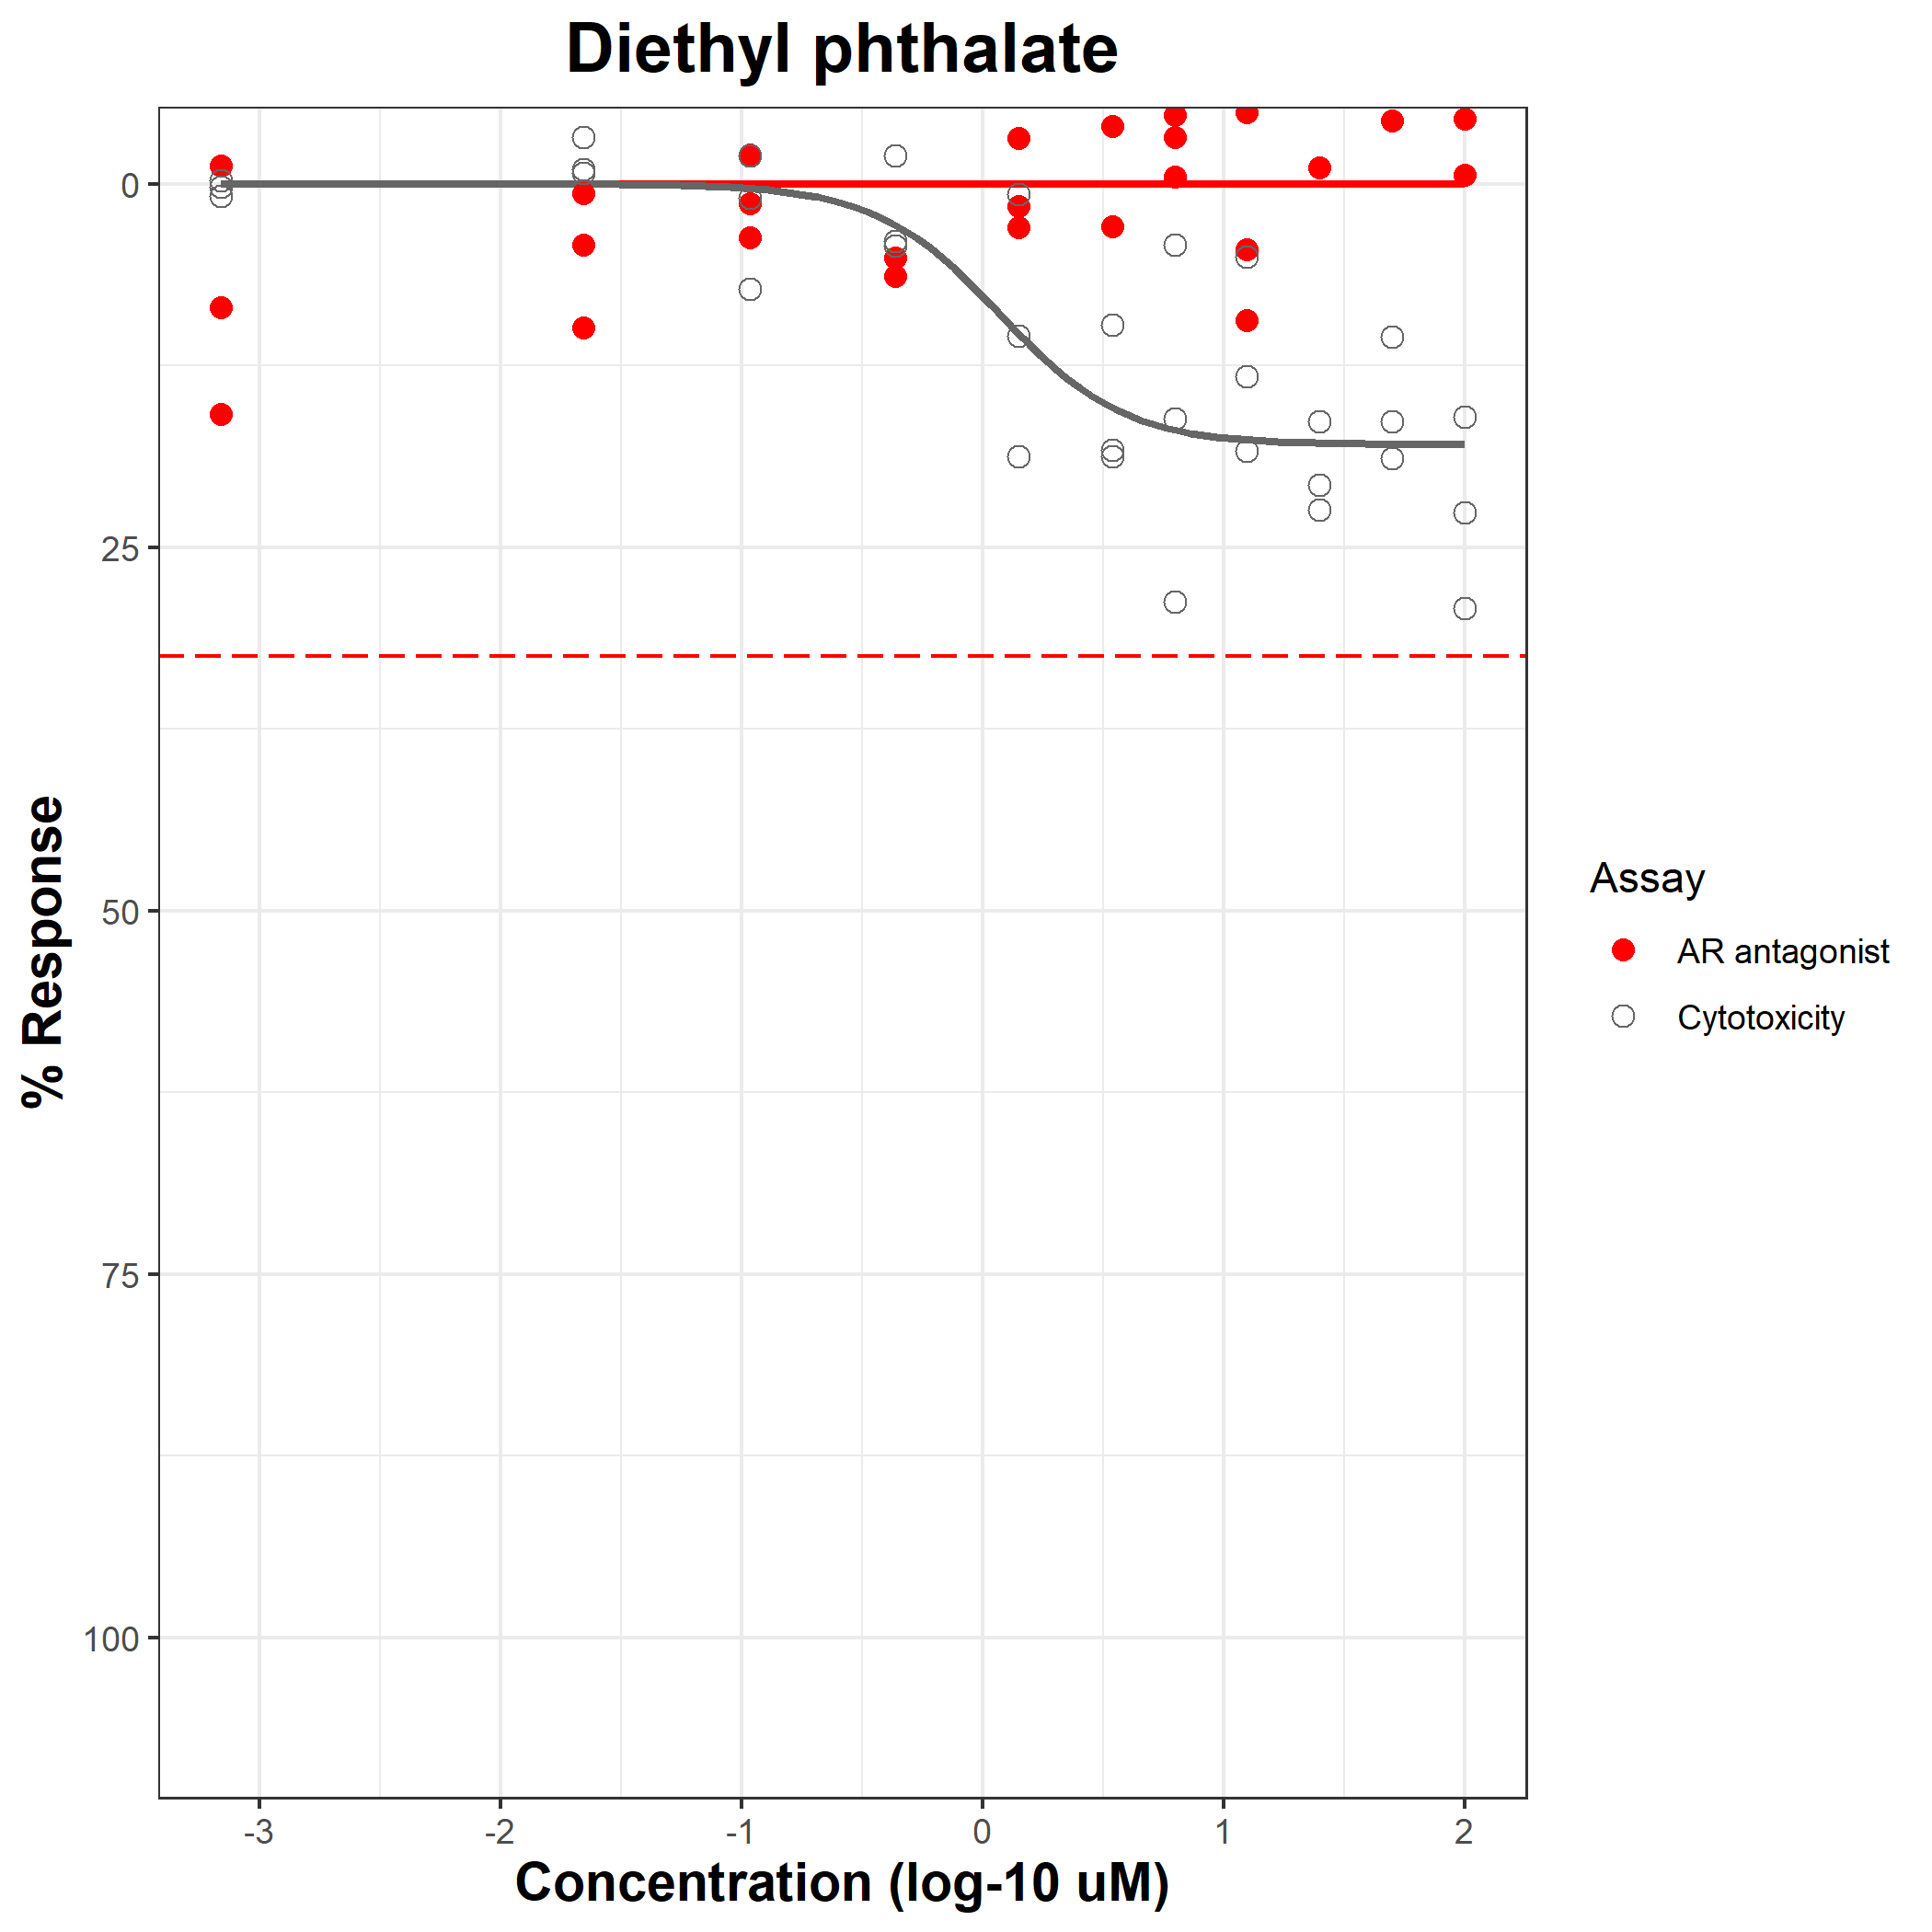 Diethyl phthalate
0
25
50
75
100
% Response
-3 -2 -1 0 1 2
Concentration (log-10 uM)
Assay
AR antagonist
Cytotoxicity